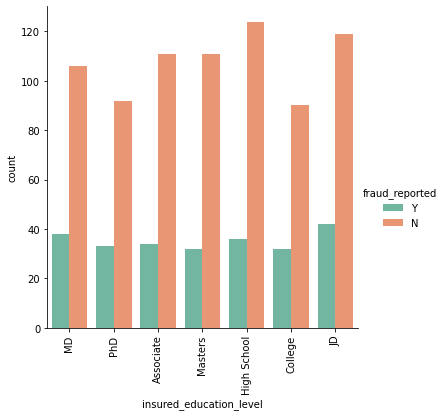 120
100
80
60
40
20
0
count
MD
PhD
Associate
Masters
High School
College
JD
insured_education_level
fraud_reported
Y
N